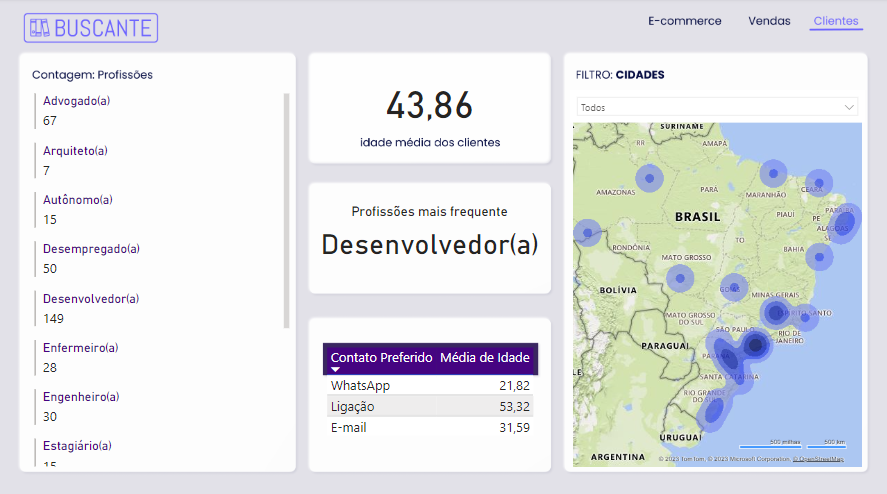 BUSCANTE
E-commerce
Vendas
Clientes
Contagem: Profissões
Advogado(a)
67
Arquiteto(a)
7
Autônomo(a)
15
Desempregado(a)
50
Desenvolvedor(a)
149
Enfermeiro(a)
28
Engenheiro(a)
30
Estagiário(a)
15
43,86
idade média dos clientes
Profissões mais frequente
Desenvolvedor(a)
Contato Preferido Média de Idade
WhatsApp 21,82
Ligação 53,32
E-mail 31,59
FILTRO: CIDADES
Todos
SURINAME
RR
AMAPÁ
AMAZONAS
PARÁ
MARANHÃO
CEARÁ
BRASIL
PIAUÍ
PE
PARAÍBA
ALAGOAS
SE
TO
RONDÔNIA
BAHIA
MATO GROSSO
GOIÁS
BOLÍVIA
MINAS GERAIS
ESPÍRITO SANTO
MATO GROSSO
DO SUL
SÃO PAULO
RIO DE
JANEIRO
PARAGUAI
PARANÁ
SANTA CATARINA
RIO GRANDE
DO SUL
URUGUAI
ARGENTINA
500 milhas
500 km
© 2023 TomTom, © 2023 Microsoft Corporation, © OpenStreetMap